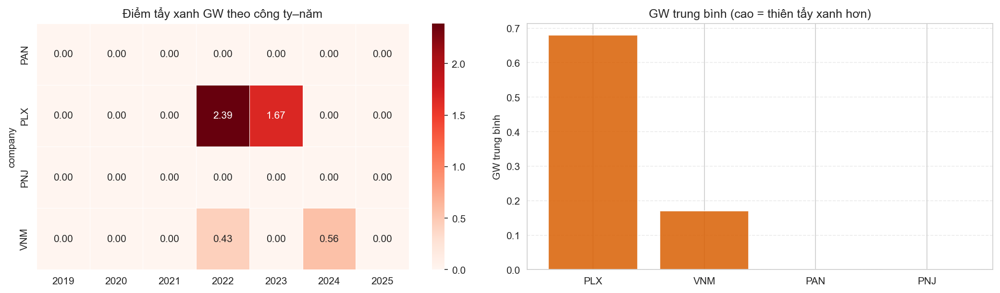 Điểm tẩy xanh GW theo công ty–năm
company
PAN 0.00 0.00 0.00 0.00 0.00 0.00 0.00
PLX 0.00 0.00 0.00 2.39 1.67 0.00 0.00
PNJ 0.00 0.00 0.00 0.00 0.00 0.00 0.00
VNM 0.00 0.00 0.00 0.43 0.00 0.56 0.00
2019 2020 2021 2022 2023 2024 2025
2.0
1.5
1.0
0.5
0.0
GW trung bình (cao = thiên tẩy xanh hơn)
GW trung bình
0.7
0.6
0.5
0.4
0.3
0.2
0.1
0.0
PLX VNM PAN PNJ